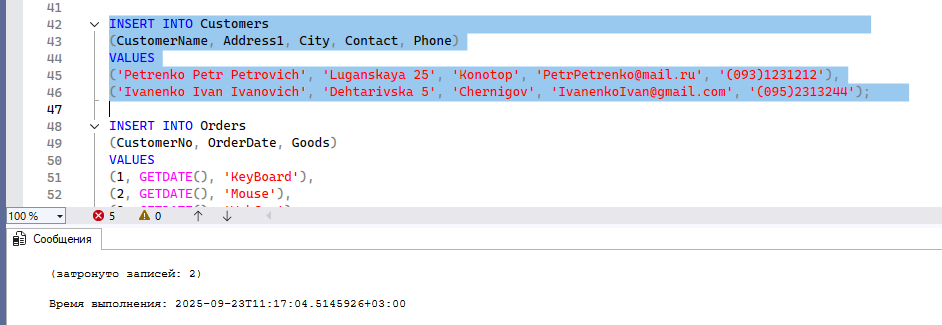 41
42 INSERT INTO Customers
43 (CustomerName, Address1, City, Contact, Phone)
44 VALUES
45 ('Petrenko Petr Petrovich', 'Luganskaya 25', 'Konotop', 'PetrPetrenko@mail.ru', '(093)1231212'),
46 ('Ivanenko Ivan Ivanovich', 'Dehtarivska 5', 'Chernigov', 'IvanenkoIvan@gmail.com', '(095)2313244');
47
48 INSERT INTO Orders
49 (CustomerNo, OrderDate, Goods)
50 VALUES
51 (1, GETDATE(), 'KeyBoard'),
52 (2, GETDATE(), 'Mouse'),
100 % 5 0
Сообщения
(затронуто записей: 2)
Время выполнения: 2025-09-23T11:17:04.5145926+03:00